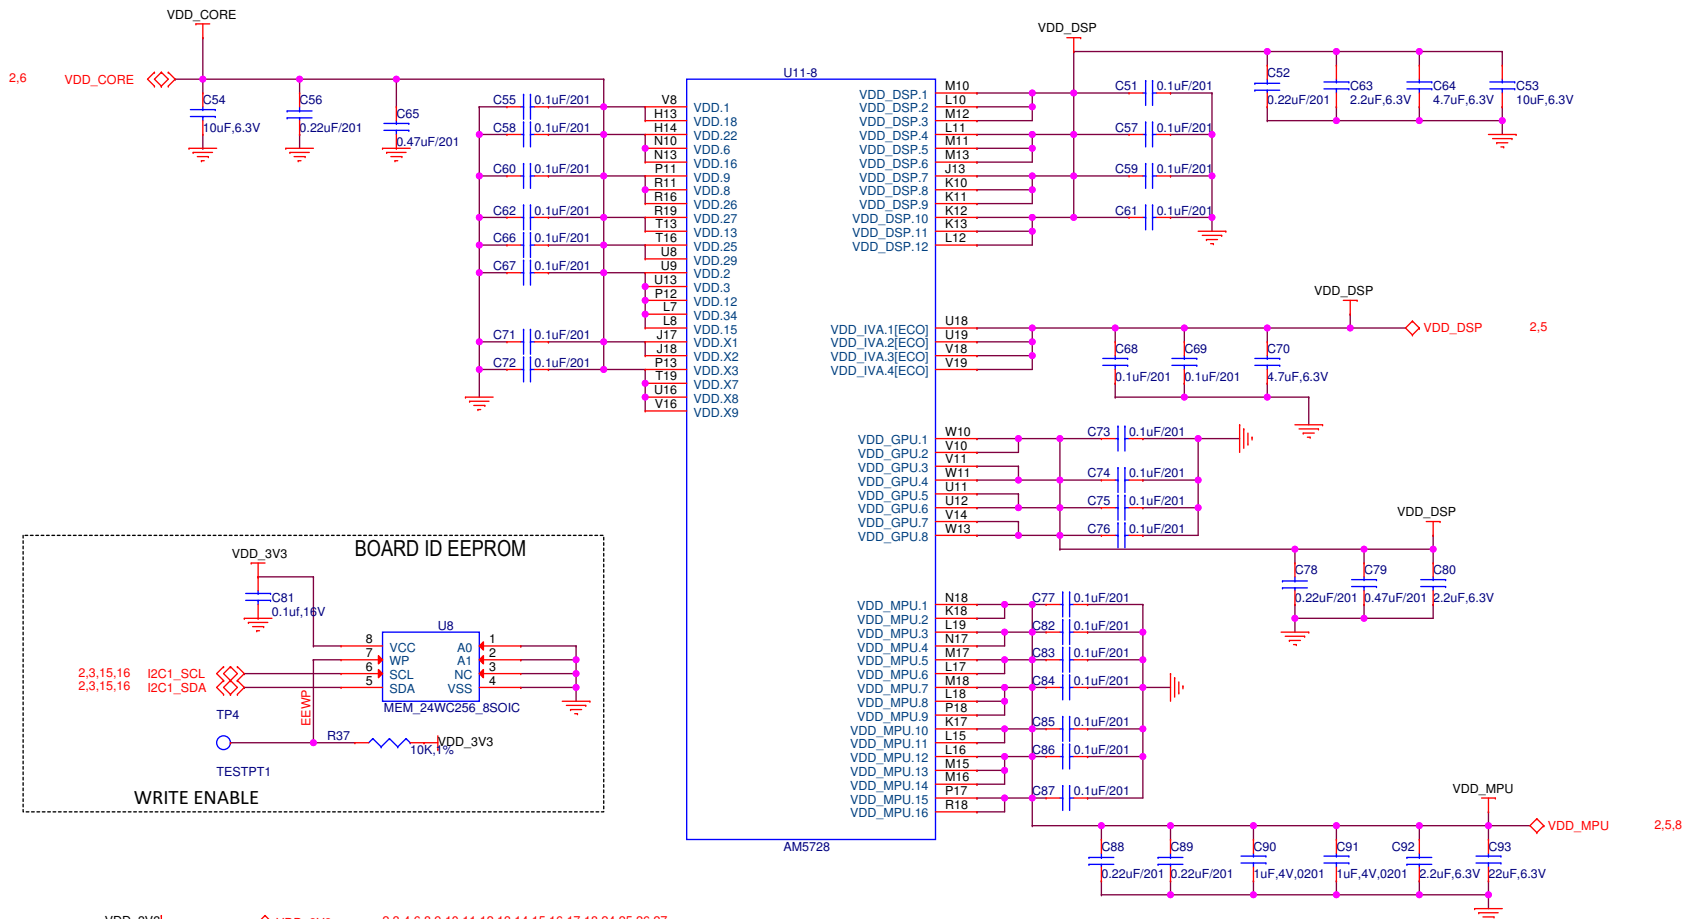 VDD_CORE
2,6 VDD_CORE
C54
10uF,6.3V
C56
0.22uF/201
C65
0.47uF/201
C55 0.1uF/201
C58 0.1uF/201
C60 0.1uF/201
C62 0.1uF/201
C66 0.1uF/201
C67 0.1uF/201
C71 0.1uF/201
C72 0.1uF/201
U11-8
V8 VDD.1
H13 VDD.18
H14 VDD.22
N10 VDD.6
N13 VDD.16
P11 VDD.9
R11 VDD.8
R16 VDD.26
R19 VDD.27
T13 VDD.13
T16 VDD.25
U8 VDD.29
U9 VDD.2
U13 VDD.3
P12 VDD.12
L7 VDD.34
L8 VDD.15
J17 VDD.X1
J18 VDD.X2
P13 VDD.X3
T19 VDD.X7
U16 VDD.X8
V16 VDD.X9
VDD_DSP.1 M10
VDD_DSP.2 L10
VDD_DSP.3 M12
VDD_DSP.4 L11
VDD_DSP.5 M11
VDD_DSP.6 M13
VDD_DSP.7 J13
VDD_DSP.8 K10
VDD_DSP.9 K11
VDD_DSP.10 K12
VDD_DSP.11 K13
VDD_DSP.12 L12
VDD_IVA.1[ECO] U18
VDD_IVA.2[ECO] U19
VDD_IVA.3[ECO] V18
VDD_IVA.4[ECO] V19
VDD_GPU.1 W10
VDD_GPU.2 V10
VDD_GPU.3 V11
VDD_GPU.4 W11
VDD_GPU.5 U11
VDD_GPU.6 U12
VDD_GPU.7 V14
VDD_GPU.8 W13
VDD_MPU.1 N18
VDD_MPU.2 K18
VDD_MPU.3 L19
VDD_MPU.4 N17
VDD_MPU.5 M17
VDD_MPU.6 L17
VDD_MPU.7 M18
VDD_MPU.8 L18
VDD_MPU.9 P18
VDD_MPU.10 K17
VDD_MPU.11 L15
VDD_MPU.12 L16
VDD_MPU.13 M15
VDD_MPU.14 M16
VDD_MPU.15 P17
VDD_MPU.16 R18
AM5728
VDD_DSP
C51 0.1uF/201
C57 0.1uF/201
C59 0.1uF/201
C61 0.1uF/201
C52
0.22uF/201
C63
2.2uF,6.3V
C64
4.7uF,6.3V
C53
10uF,6.3V
VDD_DSP
VDD_DSP 2,5
C68
0.1uF/201
C69
0.1uF/201
C70
4.7uF,6.3V
C73 0.1uF/201
C74 0.1uF/201
C75 0.1uF/201
C76 0.1uF/201
VDD_DSP
C78
0.22uF/201
C79
0.47uF/201
C80
2.2uF,6.3V
C77 0.1uF/201
C82 0.1uF/201
C83 0.1uF/201
C84 0.1uF/201
C85 0.1uF/201
C86 0.1uF/201
C87 0.1uF/201
VDD_MPU
VDD_MPU 2,5,8
C88
0.22uF/201
C89
0.22uF/201
C90
1uF,4V,0201
C91
1uF,4V,0201
C92
2.2uF,6.3V
C93
22uF,6.3V
BOARD ID EEPROM
VDD_3V3
C81
0.1uf,16V
U8
8 VCC A0 1
7 WP A1 2
6 SCL NC 3
5 SDA VSS 4
MEM_24WC256_8SOIC
2,3,15,16 I2C1_SCL
2,3,15,16 I2C1_SDA
EEWP
TP4
TESTPT1
R37
10K,1%
VDD_3V3
WRITE ENABLE